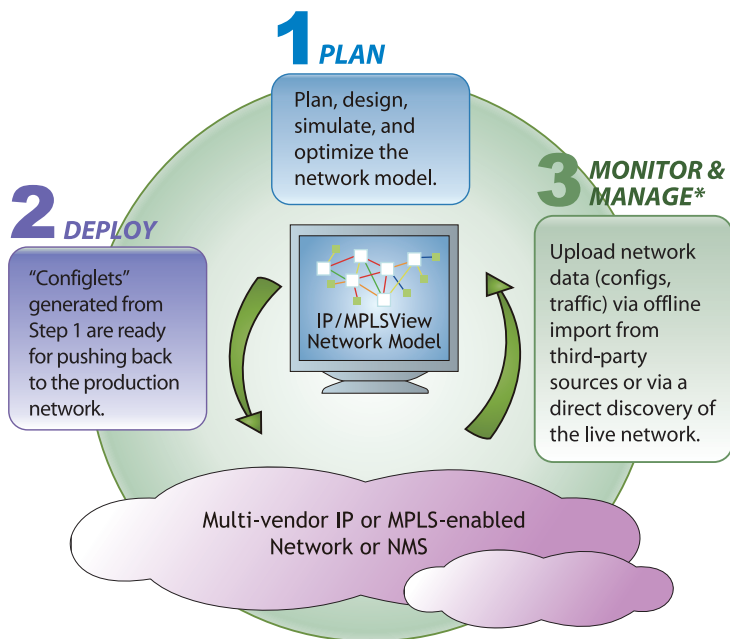 1 PLAN
Plan, design,
simulate, and
optimize the
network model.
2 DEPLOY
“Configlets”
generated from
Step 1 are ready
for pushing back
to the production
network.
3 MONITOR &
MANAGE*
Upload network
data (configs,
traffic) via offline
import from
third-party
sources or via a
direct discovery of
the live network.
IP/MPLSView
Network Model
Multi-vendor IP or MPLS-enabled
Network or NMS